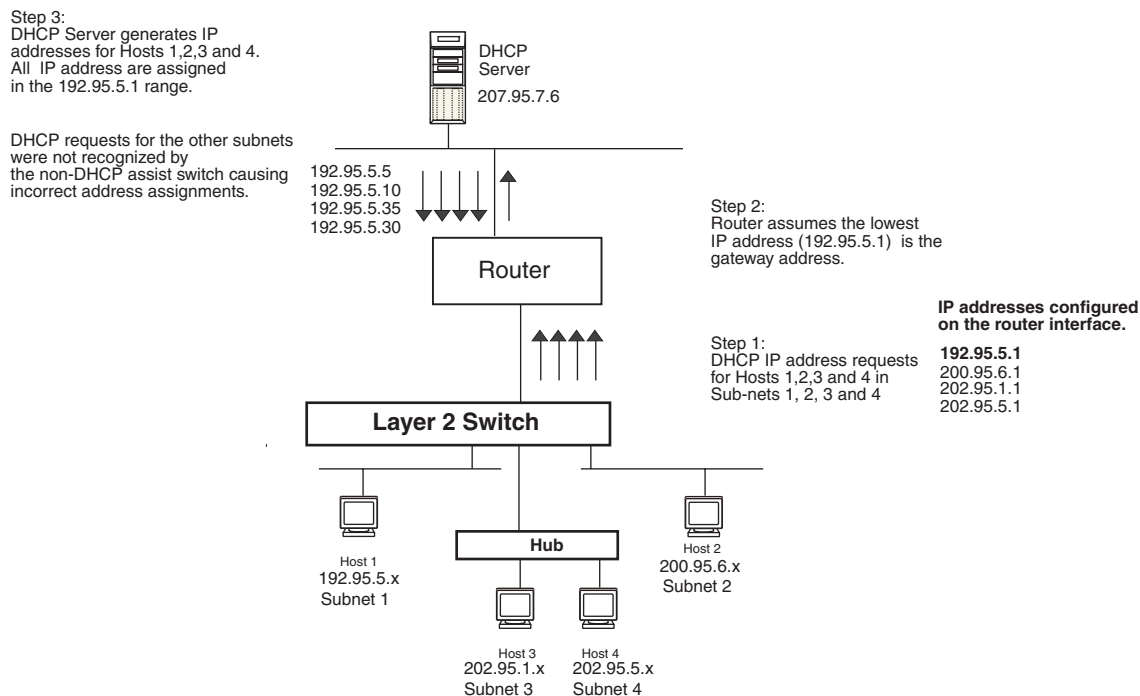 Step 3:
DHCP Server generates IP
addresses for Hosts 1,2,3 and 4.
All IP address are assigned
in the 192.95.5.1 range.
DHCP
Server
207.95.7.6
DHCP requests for the other subnets
were not recognized by
the non-DHCP assist switch causing
incorrect address assignments.
192.95.5.5
192.95.5.10
192.95.5.35
192.95.5.30
Step 2:
Router assumes the lowest
IP address (192.95.5.1) is the
gateway address.
Router
IP addresses configured
on the router interface.
192.95.5.1
200.95.6.1
202.95.1.1
202.95.5.1
Step 1:
DHCP IP address requests
for Hosts 1,2,3 and 4 in
Sub-nets 1, 2, 3 and 4
Layer 2 Switch
Hub
Host 1
192.95.5.x
Subnet 1
Host 2
200.95.6.x
Subnet 2
Host 3
202.95.1.x
Subnet 3
Host 4
202.95.5.x
Subnet 4